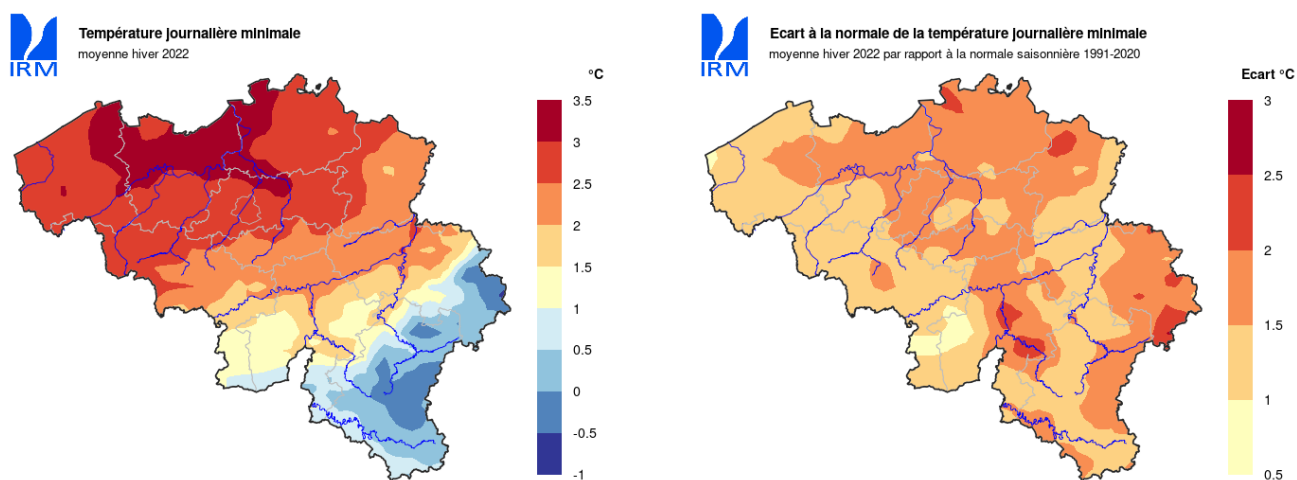 Température journalière minimale
moyenne hiver 2022
IRM
°C
3.5
3
2.5
2
1.5
1
0.5
0
-0.5
-1
Ecart à la normale de la température journalière minimale
moyenne hiver 2022 par rapport à la normale saisonnière 1991-2020
IRM
Ecart °C
3
2.5
2
1.5
1
0.5